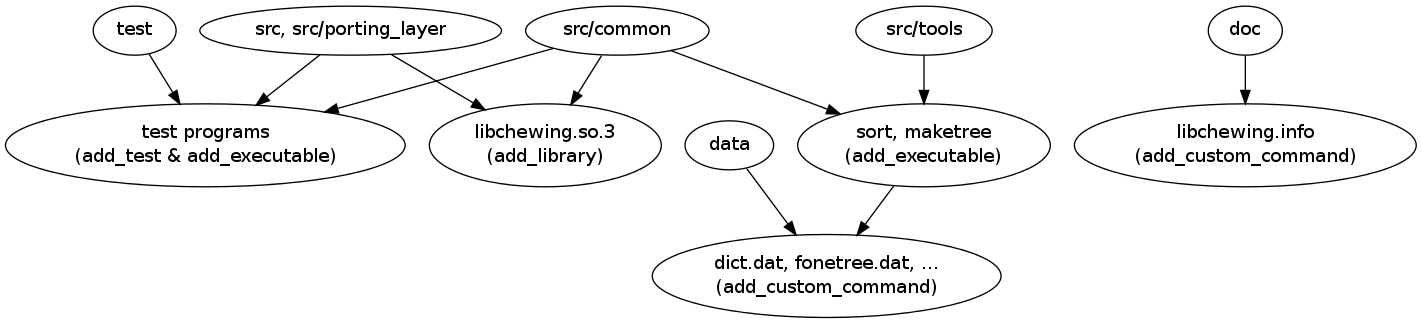 test
src, src/porting_layer
src/common
src/tools
doc
test programs
(add_test & add_executable)
libchewing.so.3
(add_library)
data
sort, maketree
(add_executable)
libchewing.info
(add_custom_command)
dict.dat, fonetree.dat, ...
(add_custom_command)